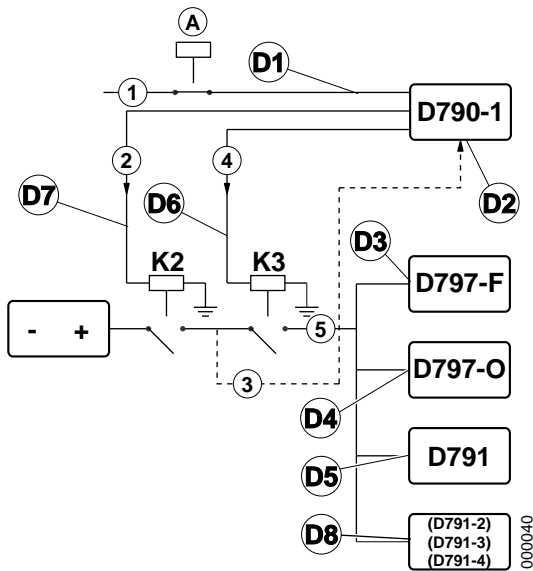 A
D1
1
D790-1
2
4
D7
D6
D2
D3
K2
K3
D797-F
- +
5
D797-O
3
D4
D791
D5
D8
(D791-2)
(D791-3)
(D791-4)
000040